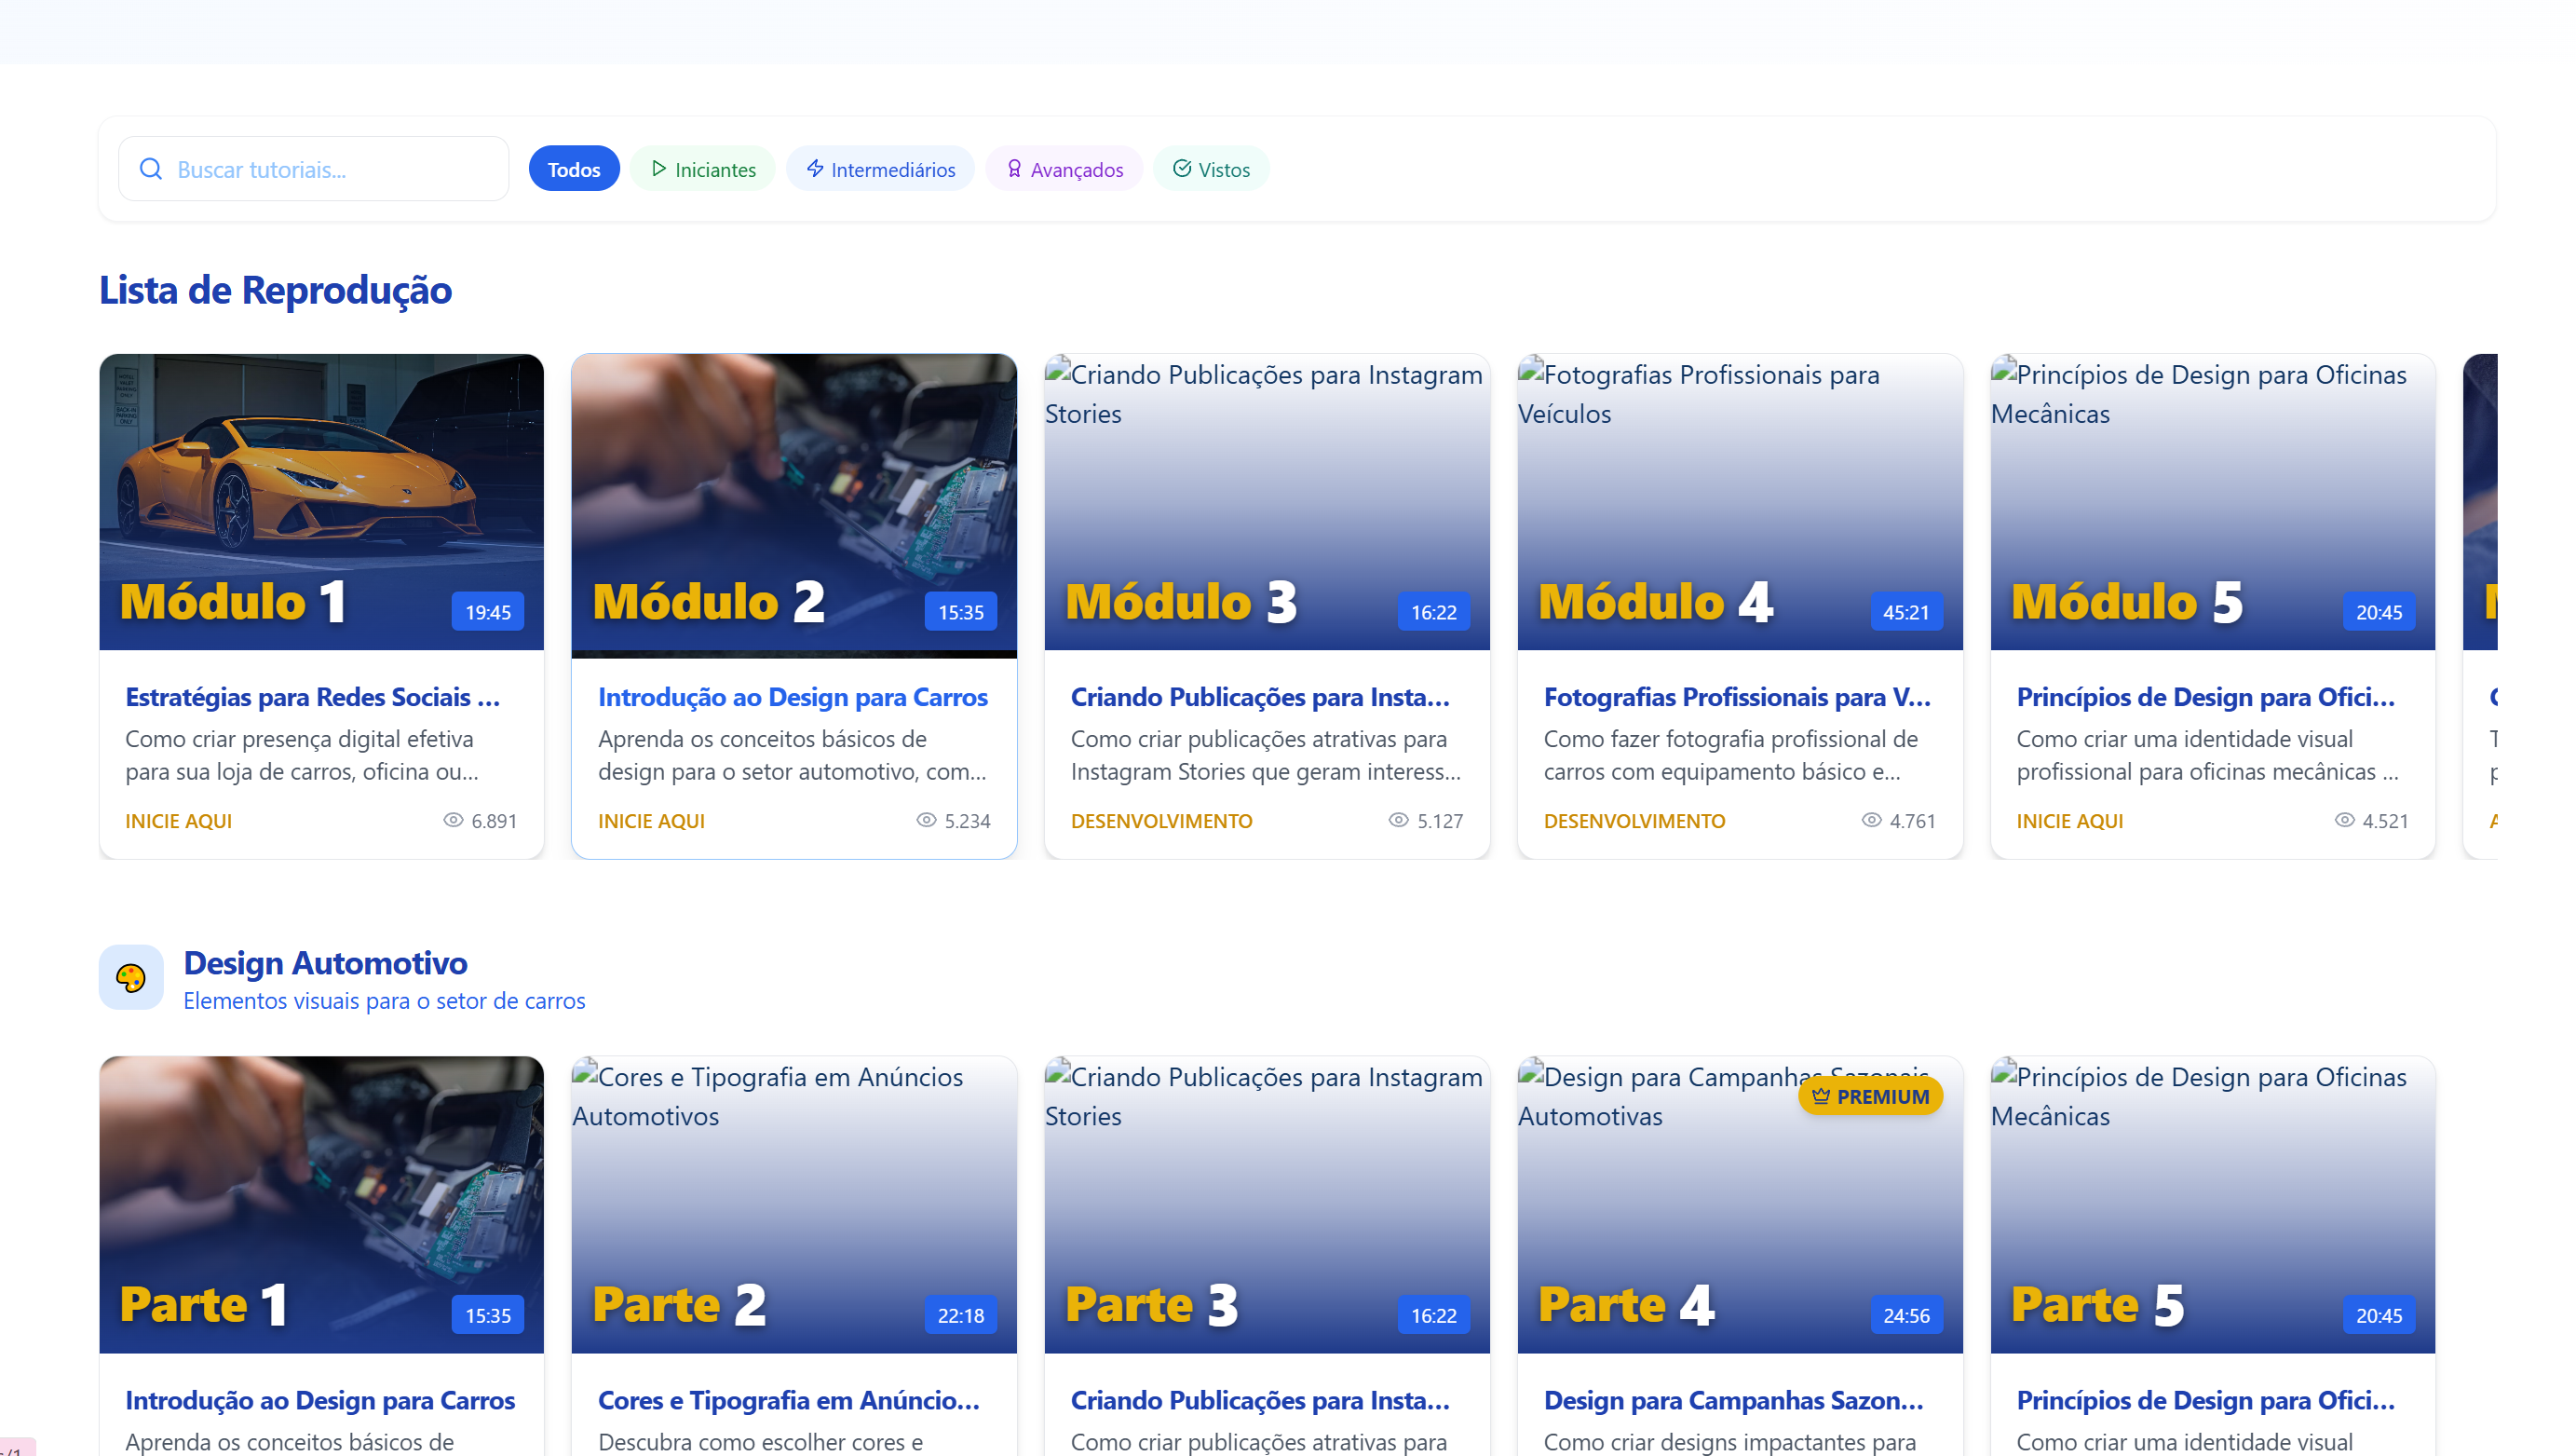 Buscar tutoriais...
Todos
Iniciantes
Intermediários
Avançados
Vistos
Lista de Reprodução
Módulo 1
19:45
Estratégias para Redes Sociais ...
Como criar presença digital efetiva
para sua loja de carros, oficina ou...
INICIE AQUI
6.891
Módulo 2
15:35
Introdução ao Design para Carros
Aprenda os conceitos básicos de
design para o setor automotivo, com...
INICIE AQUI
5.234
Criando Publicações para Instagram
Stories
Módulo 3
16:22
Criando Publicações para Insta...
Como criar publicações atrativas para
Instagram Stories que geram interess...
DESENVOLVIMENTO
5.127
Fotografias Profissionais para
Veículos
Módulo 4
45:21
Fotografias Profissionais para V...
Como fazer fotografia profissional de
carros com equipamento básico e...
DESENVOLVIMENTO
4.761
Princípios de Design para Oficinas
Mecânicas
Módulo 5
20:45
Princípios de Design para Ofici...
Como criar uma identidade visual
profissional para oficinas mecânicas ...
INICIE AQUI
4.521
Design Automotivo
Elementos visuais para o setor de carros
Parte 1
15:35
Introdução ao Design para Carros
Aprenda os conceitos básicos de
Cores e Tipografia em Anúncios
Automotivos
Parte 2
22:18
Cores e Tipografia em Anúncio...
Descubra como escolher cores e
Criando Publicações para Instagram
Stories
Parte 3
16:22
Criando Publicações para Insta...
Como criar publicações atrativas para
Design para Campanhas Sazonais
Automotivas
PREMIUM
Parte 4
24:56
Design para Campanhas Sazon...
Como criar designs impactantes para
Princípios de Design para Oficinas
Mecânicas
Parte 5
20:45
Princípios de Design para Ofici...
Como criar uma identidade visual